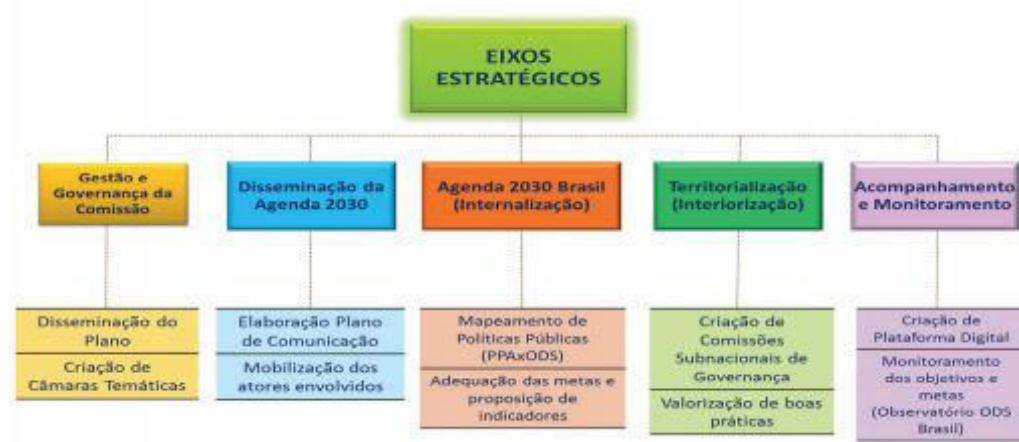 EIXOS
ESTRATÉGICOS
Gestão e
Governança da
Comissão
Disseminação da
Agenda 2030
Agenda 2030 Brasil
(Internalização)
Territorialização
(Interiorização)
Acompanhamento
e Monitoramento
Disseminação do
Plano
Criação de
Câmaras Temáticas
Elaboração Plano
de Comunicação
Mobilização dos
atores envolvidos
Mapeamento de
Políticas Públicas
(PPAxODS)
Adequação das metas e
proposição de
indicadores
Criação de
Comissões
Subnacionais de
Governança
Valorização de boas
práticas
Criação de
Plataforma Digital
Monitoramento
dos objetivos e
metas
(Observatório ODS
Brasil)